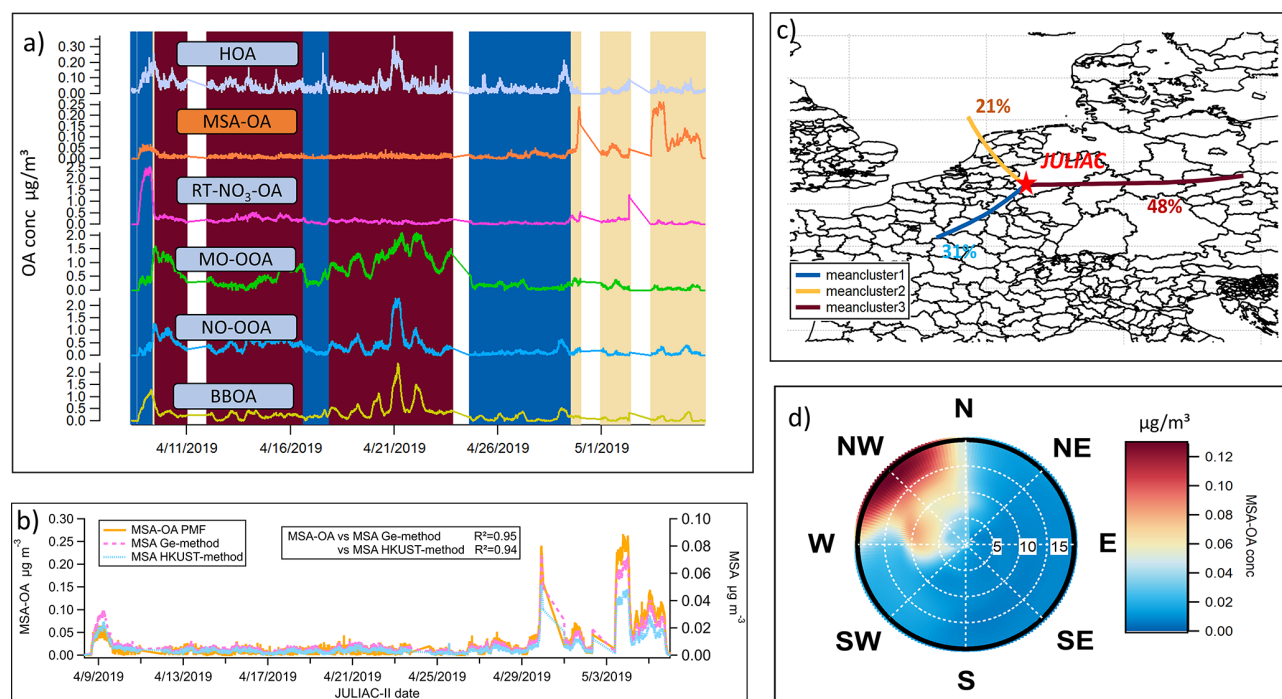 a)
OA conc µg/m³
0.30
0.20
0.10
0.00
HOA
0.25
0.20
0.15
0.10
0.05
0.00
MSA-OA
2.5
2.0
1.5
1.0
0.5
0.0
RT-NO₃-OA
2.0
1.5
1.0
0.5
0.0
MO-OOA
2.0
1.5
1.0
0.5
0.0
NO-OOA
2.0
1.5
1.0
0.5
0.0
BBOA
4/11/2019 4/16/2019 4/21/2019 4/26/2019 5/1/2019
c)
21%
JULIAC
48%
31%
meancluster1
meancluster2
meancluster3
b)
MSA-OA µg m⁻³
0.30
0.25
0.20
0.15
0.10
0.05
0.00
MSA-OA PMF
MSA Ge-method
MSA HKUST-method
MSA-OA vs MSA Ge-method R²=0.95
vs MSA HKUST-method R²=0.94
0.10
0.08
0.06
0.04
0.02
0.00
MSA µg m⁻³
4/9/2019 4/13/2019 4/17/2019 4/21/2019 4/25/2019 4/29/2019 5/3/2019
JULIAC-II date
d)
N
NW NE
W E
5 10 15
SW SE
S
µg/m³
0.12
0.10
0.08
0.06
0.04
0.02
0.00
MSA-OA conc